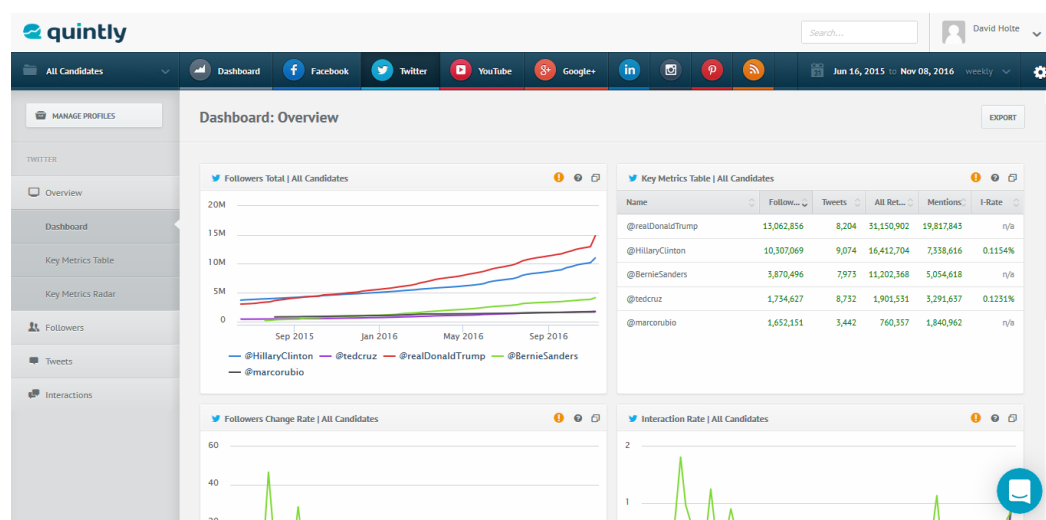 quintly
Search...
David Holte
All Candidates
Dashboard
Facebook
Twitter
YouTube
Google+
Jun 16, 2015 to Nov 08, 2016 weekly
MANAGE PROFILES
Dashboard: Overview
EXPORT
TWITTER
Overview
Dashboard
Key Metrics Table
Key Metrics Radar
Followers
Tweets
Interactions
Followers Total | All Candidates
20M
15M
10M
5M
0
Sep 2015 Jan 2016 May 2016 Sep 2016
@HillaryClinton @tedcruz @realDonaldTrump @BernieSanders
@marcorubio
Key Metrics Table | All Candidates
Name Follow... Tweets All Ret... Mentions I-Rate
@realDonaldTrump 13,062,856 8,204 31,150,902 19,817,843 n/a
@HillaryClinton 10,307,069 9,074 16,412,704 7,338,616 0.1154%
@BernieSanders 3,870,496 7,973 11,202,368 5,054,618 n/a
@tedcruz 1,734,627 8,732 1,901,531 3,291,637 0.1231%
@marcorubio 1,652,151 3,442 760,357 1,840,962 n/a
Followers Change Rate | All Candidates
60
40
20
Interaction Rate | All Candidates
2
1